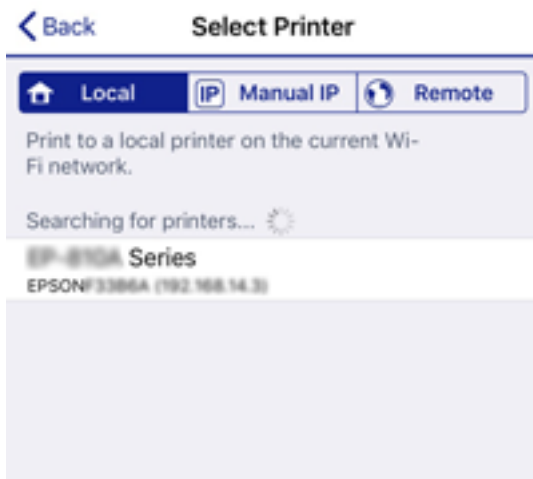 Back Select Printer
Local IP Manual IP Remote
Print to a local printer on the current Wi-
Fi network.
Searching for printers...
Series
EPSON